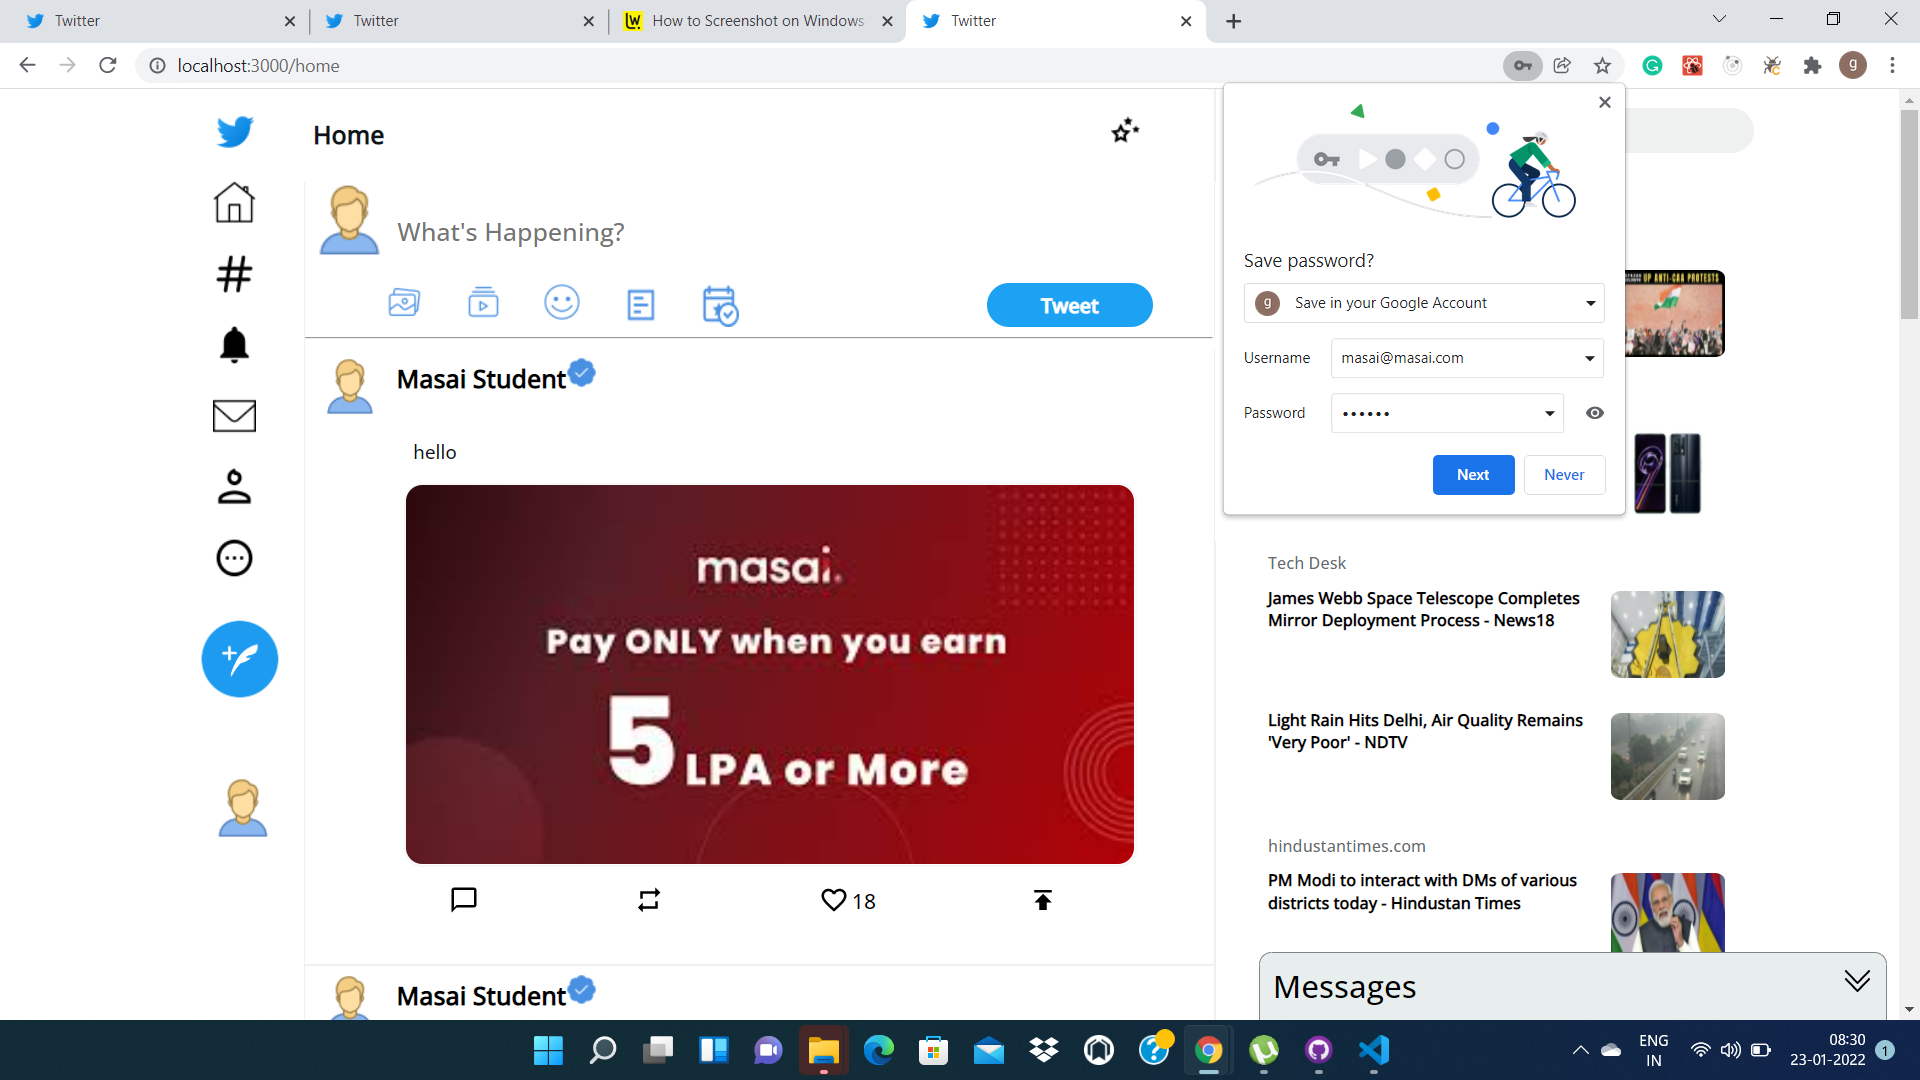 Twitter
Twitter
How to Screenshot on Windows
Twitter
localhost:3000/home
g
Home
What's Happening?
Tweet
Masai Student
hello
masai.
Pay ONLY when you earn
5 LPA or More
18
Masai Student
Save password?
g Save in your Google Account
Username masai@masai.com
Password ••••••
Next Never
UP ANTI-CAA PROTESTS
Tech Desk
James Webb Space Telescope Completes
Mirror Deployment Process - News18
Light Rain Hits Delhi, Air Quality Remains
'Very Poor' - NDTV
hindustantimes.com
PM Modi to interact with DMs of various
districts today - Hindustan Times
Messages
ENG
IN
08:30
23-01-2022
1